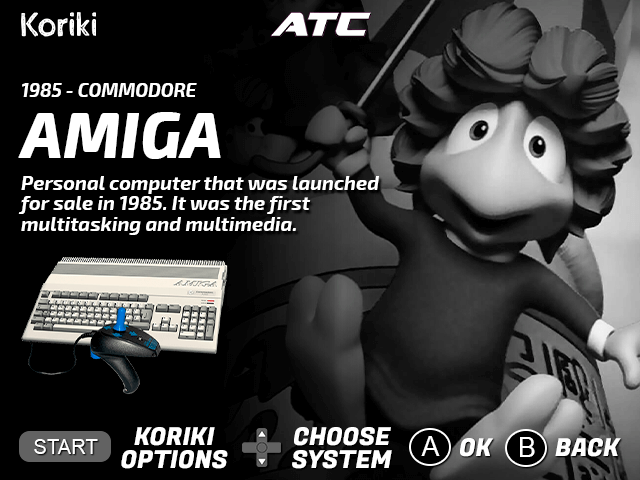 Koriki
ATC
1985 - COMMODORE
AMIGA
Personal computer that was launched
for sale in 1985. It was the first
multitasking and multimedia.
AMIGA
START
KORIKI
OPTIONS
CHOOSE
SYSTEM
A
OK
B
BACK